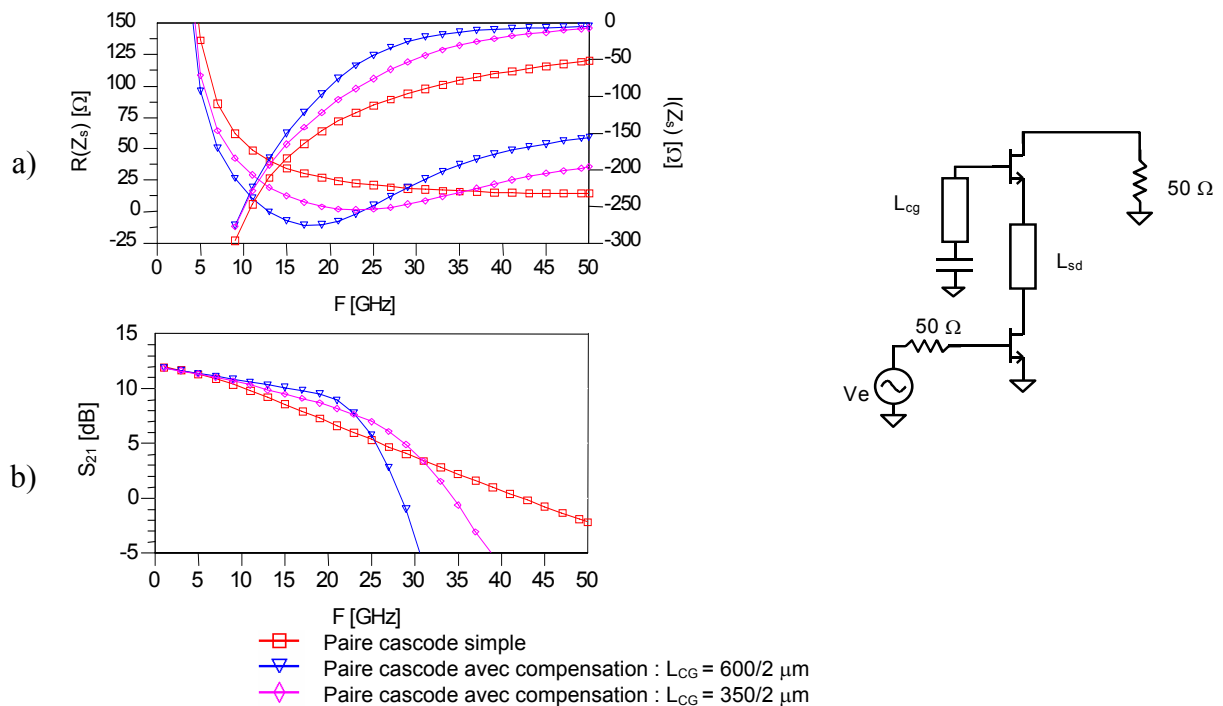 a)
R(Zs) [Ω]
150
125
100
75
50
25
0
-25
0
-50
-100
-150
-200
-250
-300
I(Zs) [Ω]
0 5 10 15 20 25 30 35 40 45 50
F [GHz]
b)
S21 [dB]
15
10
5
0
-5
0 5 10 15 20 25 30 35 40 45 50
F [GHz]
Paire cascode simple
Paire cascode avec compensation : LCG = 600/2 μm
Paire cascode avec compensation : LCG = 350/2 μm
Lcg
50 Ω
Lsd
50 Ω
Ve